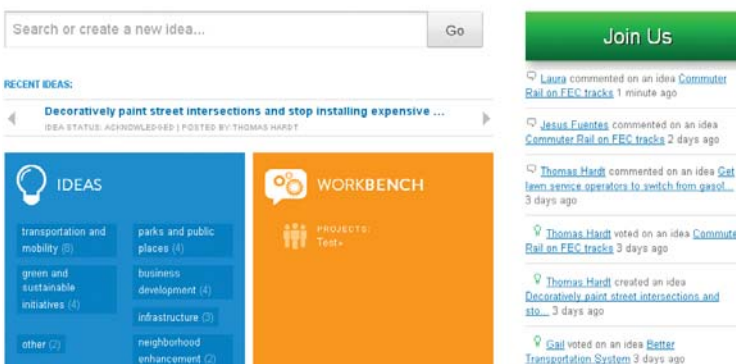 Search or create a new idea...
Go
RECENT IDEAS:
Decoratively paint street intersections and stop installing expensive ...
IDEA STATUS: ACKNOWLEDGED | POSTED BY THOMAS HARDT
IDEAS
transportation and
mobility (8)
parks and public
places (4)
green and
sustainable
initiatives (4)
business
development (4)
infrastructure (3)
other (2)
neighborhood
enhancement (2)
WORKBENCH
PROJECTS:
Test»
Join Us
Laura commented on an idea Commuter
Rail on FEC tracks 1 minute ago
Jesus Fuentes commented on an idea
Commuter Rail on FEC tracks 2 days ago
Thomas Hardt commented on an idea Get
lawn service operators to switch from gasol...
3 days ago
Thomas Hardt voted on an idea Commute
Rail on FEC tracks 3 days ago
Thomas Hardt created an idea
Decoratively paint street intersections and
sto... 3 days ago
Gail voted on an idea Better
Transportation System 3 days ago